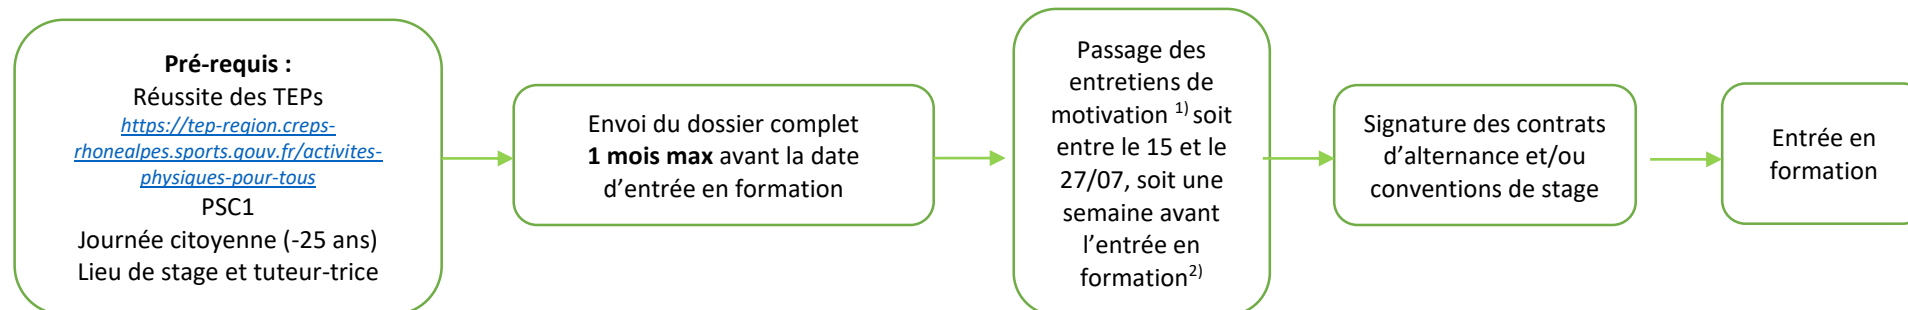 Pré-requis :
Réussite des TEPs
https://tep-region.creps-
rhonealpes.sports.gouv.fr/activites-
physiques-pour-tous
PSC1
Journée citoyenne (-25 ans)
Lieu de stage et tuteur-trice
Envoi du dossier complet
1 mois max avant la date
d’entrée en formation
Passage des
entretiens de
motivation 1) soit
entre le 15 et le
27/07, soit une
semaine avant
l’entrée en
formation2)
Signature des contrats
d’alternance et/ou
conventions de stage
Entrée en
formation